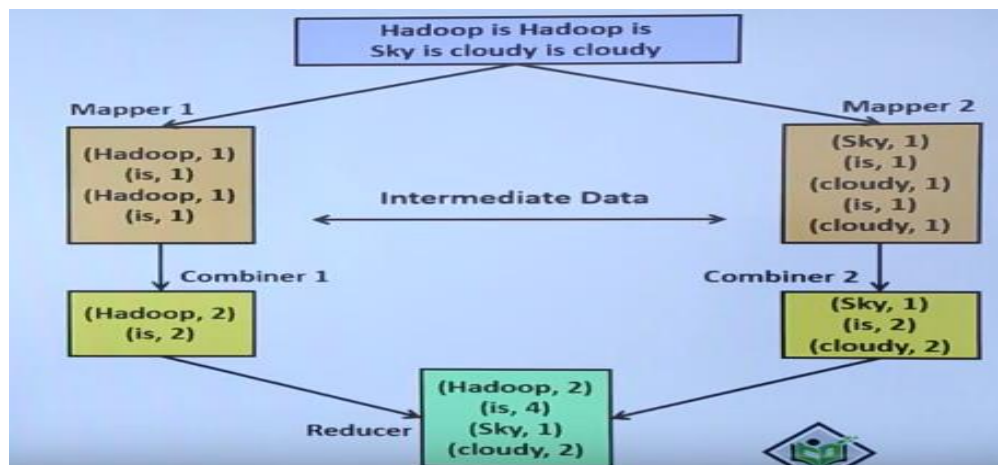 Hadoop is Hadoop is
Sky is cloudy is cloudy
Mapper 1
Mapper 2
(Hadoop, 1)
(is, 1)
(Hadoop, 1)
(is, 1)
(Sky, 1)
(is, 1)
(cloudy, 1)
(is, 1)
(cloudy, 1)
Intermediate Data
Combiner 1
Combiner 2
(Hadoop, 2)
(is, 2)
(Sky, 1)
(is, 2)
(cloudy, 2)
Reducer
(Hadoop, 2)
(is, 4)
(Sky, 1)
(cloudy, 2)